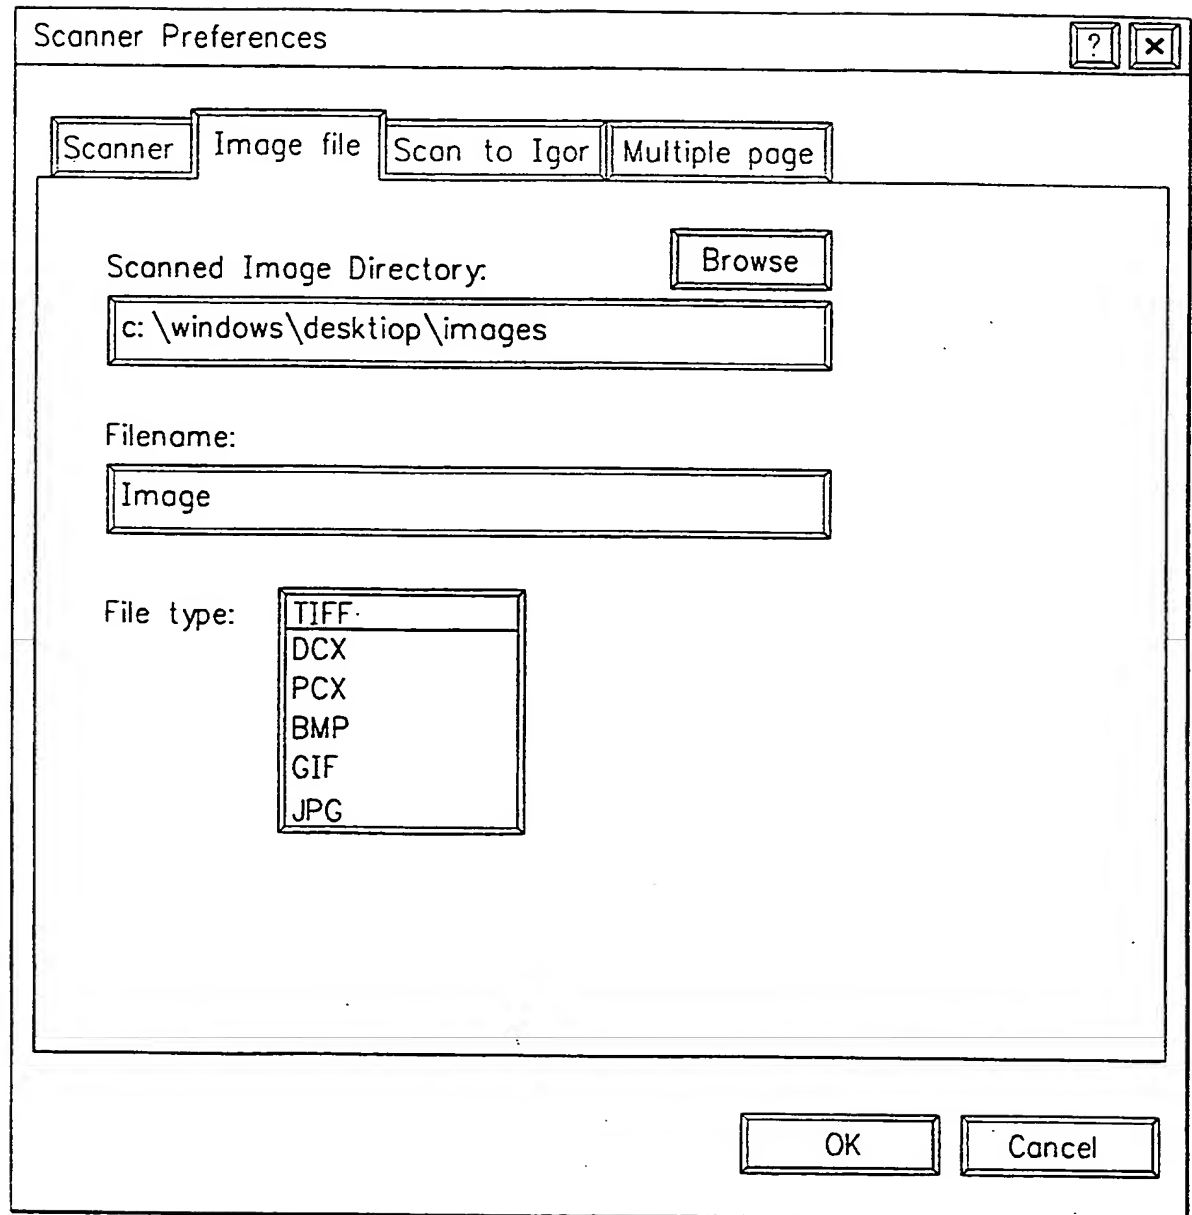 Scanner Preferences ? ×
Scanner Image file Scan to Igor Multiple page
Scanned Image Directory: Browse
c: \windows\desktiop\images
Filename:
Image
File type: TIFF
DCX
PCX
BMP
GIF
JPG
OK Cancel